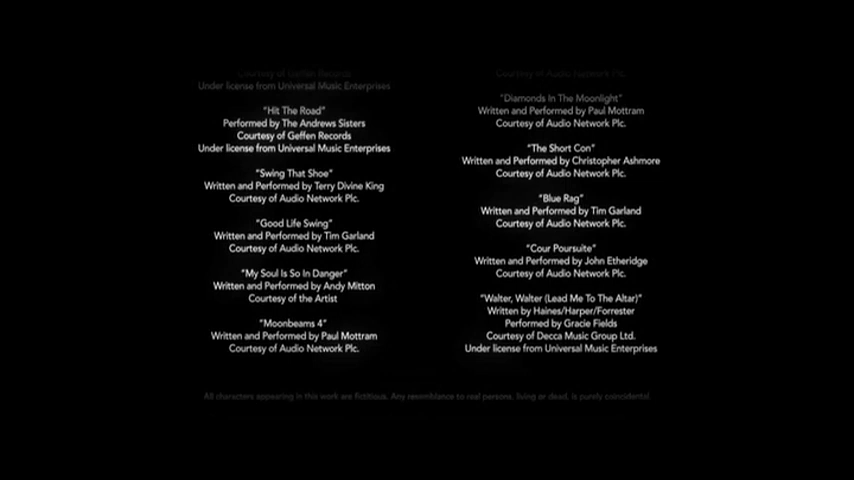 Courtesy of Geffen Records
Under license from Universal Music Enterprises
"Hit The Road"
Performed by The Andrews Sisters
Courtesy of Geffen Records
Under license from Universal Music Enterprises
"Swing That Shoe"
Written and Performed by Terry Divine King
Courtesy of Audio Network Plc.
"Good Life Swing"
Written and Performed by Tim Garland
Courtesy of Audio Network Plc.
"My Soul Is So In Danger"
Written and Performed by Andy Mitton
Courtesy of the Artist
"Moonbeams 4"
Written and Performed by Paul Mottram
Courtesy of Audio Network Plc.
Courtesy of Audio Network Plc.
"Diamonds In The Moonlight"
Written and Performed by Paul Mottram
Courtesy of Audio Network Plc.
"The Short Con"
Written and Performed by Christopher Ashmore
Courtesy of Audio Network Plc.
"Blue Rag"
Written and Performed by Tim Garland
Courtesy of Audio Network Plc.
"Cour Poursuite"
Written and Performed by John Etheridge
Courtesy of Audio Network Plc.
"Walter, Walter (Lead Me To The Altar)"
Written by Haines/Harper/Forrester
Performed by Gracie Fields
Courtesy of Decca Music Group Ltd.
Under license from Universal Music Enterprises
All characters appearing in this work are fictitious. Any resemblance to real persons, living or dead, is purely coincidental.